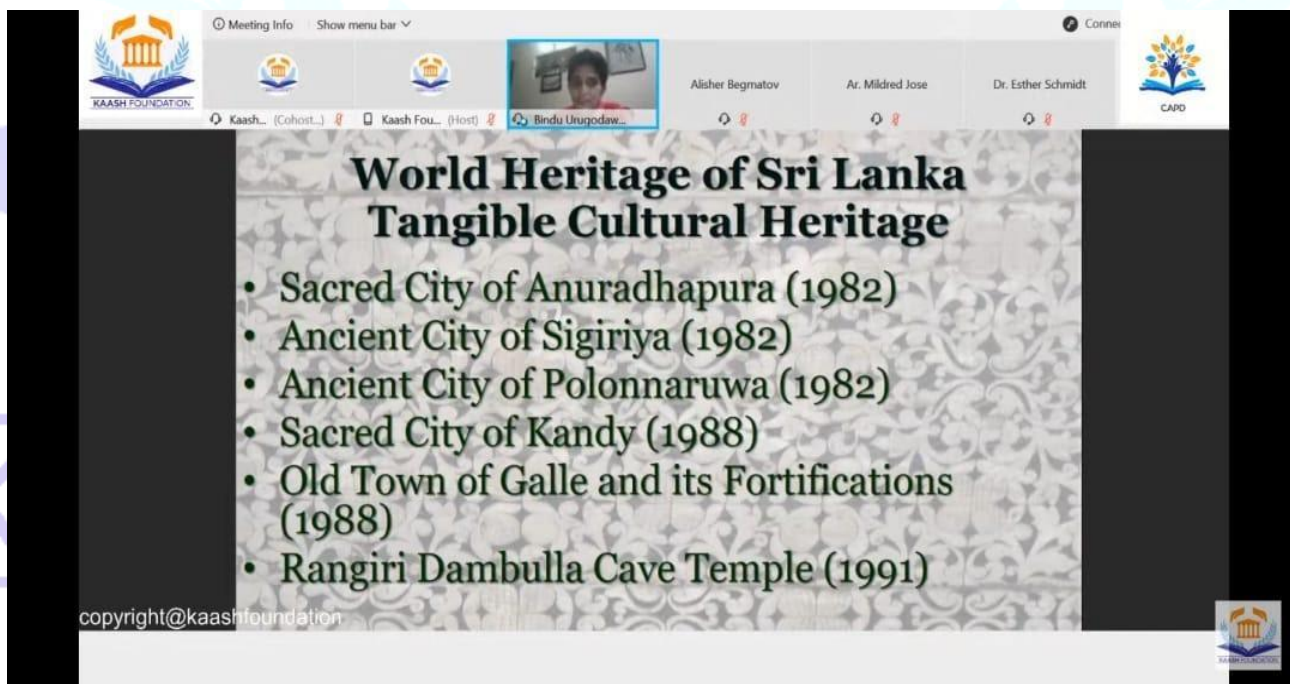 Meeting Info Show menu bar
Connec
KAASH FOUNDATION
Alisher Begmatov
Ar. Mildred Jose
Dr. Esther Schmidt
CAPD
Kaash... (Cohost...)
Kaash Fou... (Host)
Bindu Urugodaw...
World Heritage of Sri Lanka
Tangible Cultural Heritage
• Sacred City of Anuradhapura (1982)
• Ancient City of Sigiriya (1982)
• Ancient City of Polonnaruwa (1982)
• Sacred City of Kandy (1988)
• Old Town of Galle and its Fortifications
(1988)
• Rangiri Dambulla Cave Temple (1991)
copyright@kaashfoundation
KAASH FOUNDATION